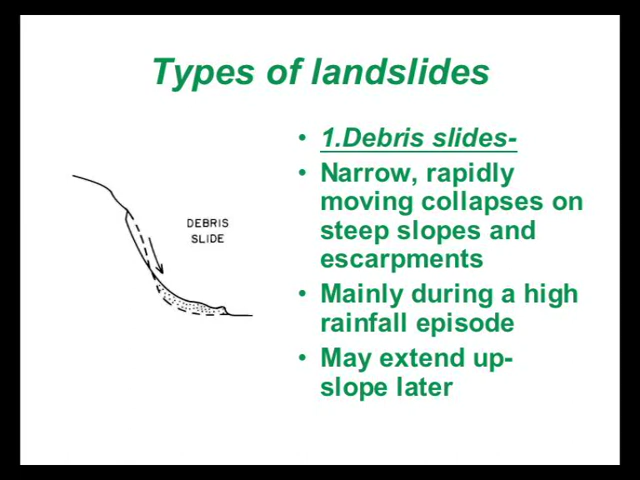 Types of landslides
• 1.Debris slides-
• Narrow, rapidly
moving collapses on
steep slopes and
escarpments
• Mainly during a high
rainfall episode
• May extend up-
slope later
DEBRIS
SLIDE